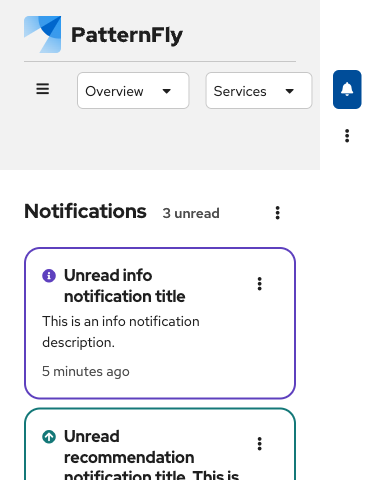 PatternFly
Overview
Services
Notifications
3 unread
Unread info
notification title
This is an info notification
description.
5 minutes ago
Unread
recommendation
notification title. This is